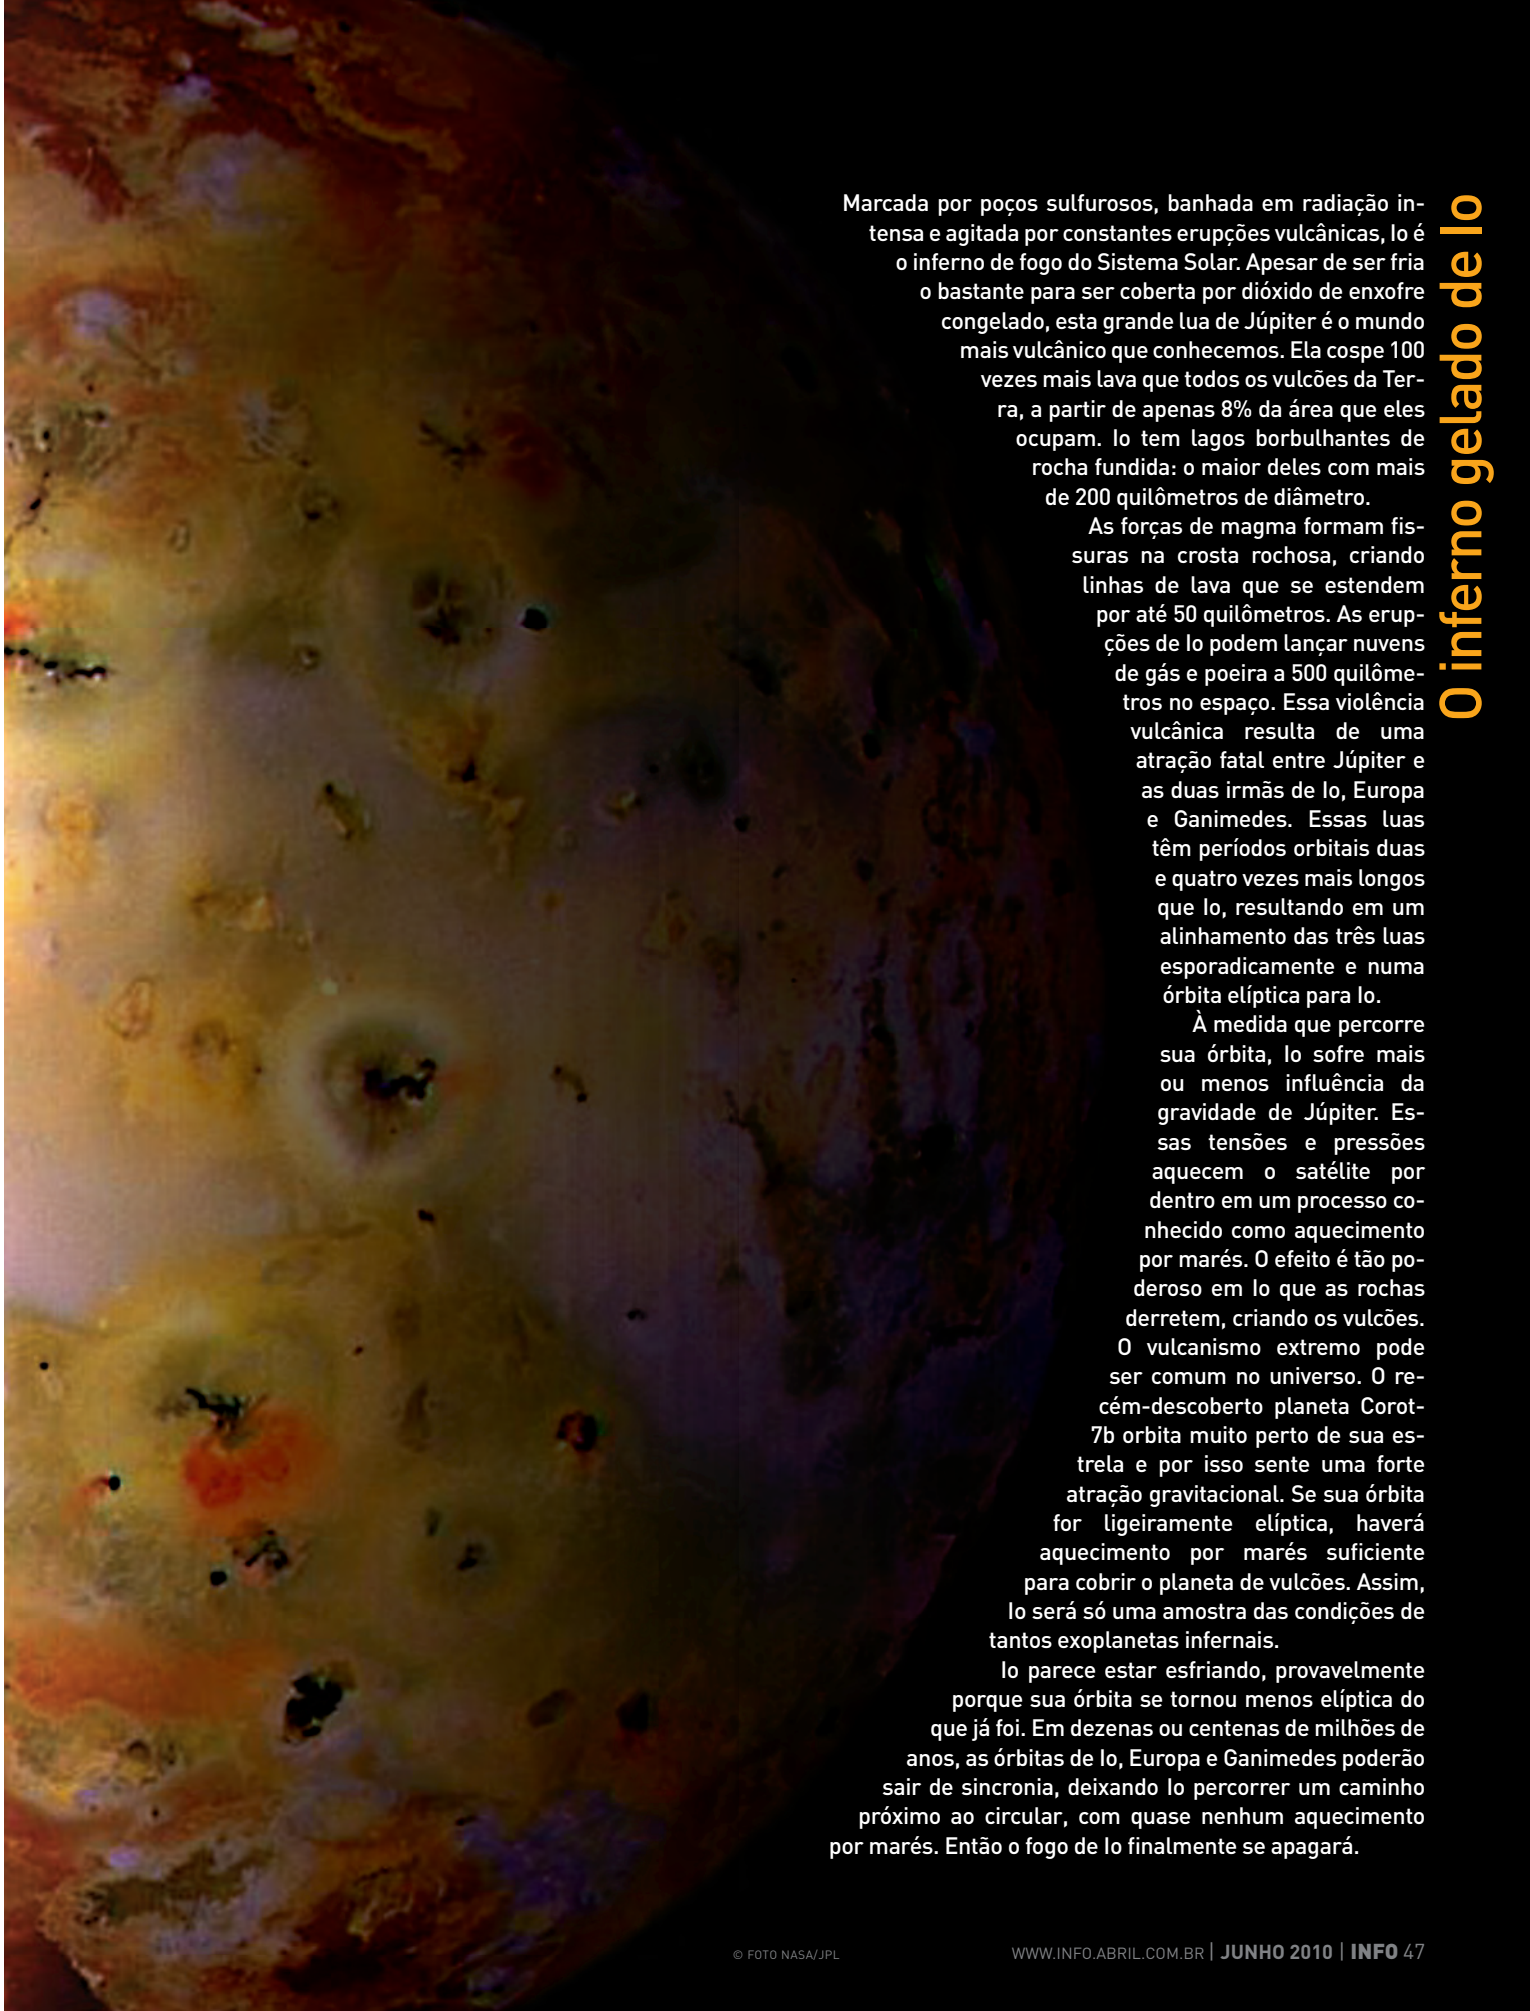 O inferno gelado de Io
Marcada por poços sulfurosos, banhada em radiação in-
tensa e agitada por constantes erupções vulcânicas, Io é
o inferno de fogo do Sistema Solar. Apesar de ser fria
o bastante para ser coberta por dióxido de enxofre
congelado, esta grande lua de Júpiter é o mundo
mais vulcânico que conhecemos. Ela cospe 100
vezes mais lava que todos os vulcões da Ter-
ra, a partir de apenas 8% da área que eles
ocupam. Io tem lagos borbulhantes de
rocha fundida: o maior deles com mais
de 200 quilômetros de diâmetro.
As forças de magma formam fis-
suras na crosta rochosa, criando
linhas de lava que se estendem
por até 50 quilômetros. As erup-
ções de Io podem lançar nuvens
de gás e poeira a 500 quilôme-
tros no espaço. Essa violência
vulcânica resulta de uma
atração fatal entre Júpiter e
as duas irmãs de Io, Europa
e Ganimedes. Essas luas
têm períodos orbitais duas
e quatro vezes mais longos
que Io, resultando em um
alinhamento das três luas
esporadicamente e numa
órbita elíptica para Io.
À medida que percorre
sua órbita, Io sofre mais
ou menos influência da
gravidade de Júpiter. Es-
sas tensões e pressões
aquecem o satélite por
dentro em um processo co-
nhecido como aquecimento
por marés. O efeito é tão po-
deroso em Io que as rochas
derretem, criando os vulcões.
O vulcanismo extremo pode
ser comum no universo. O re-
cém-descoberto planeta Corot-
7b orbita muito perto de sua es-
trela e por isso sente uma forte
atração gravitacional. Se sua órbita
for ligeiramente elíptica, haverá
aquecimento por marés suficiente
para cobrir o planeta de vulcões. Assim,
Io será só uma amostra das condições de
tantos exoplanetas infernais.
Io parece estar esfriando, provavelmente
porque sua órbita se tornou menos elíptica do
que já foi. Em dezenas ou centenas de milhões de
anos, as órbitas de Io, Europa e Ganimedes poderão
sair de sincronia, deixando Io percorrer um caminho
próximo ao circular, com quase nenhum aquecimento
por marés. Então o fogo de Io finalmente se apagará.
© FOTO NASA/JPL
WWW.INFO.ABRIL.COM.BR | JUNHO 2010 | INFO 47